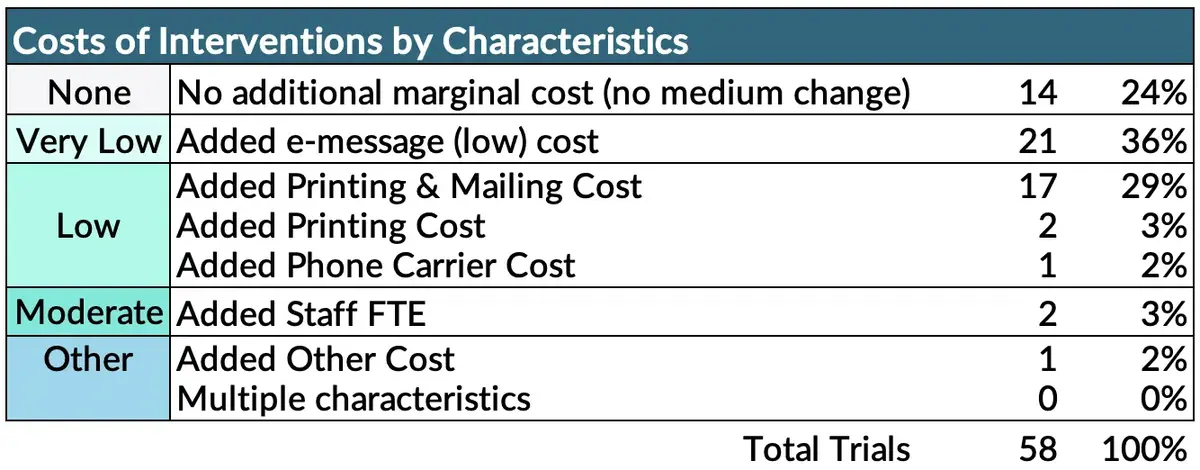 Costs of Interventions by Characteristics
None No additional marginal cost (no medium change) 14 24%
Very Low Added e-message (low) cost 21 36%
Added Printing & Mailing Cost 17 29%
Low Added Printing Cost 2 3%
Added Phone Carrier Cost 1 2%
Moderate Added Staff FTE 2 3%
Other Added Other Cost 1 2%
Multiple characteristics 0 0%
Total Trials 58 100%